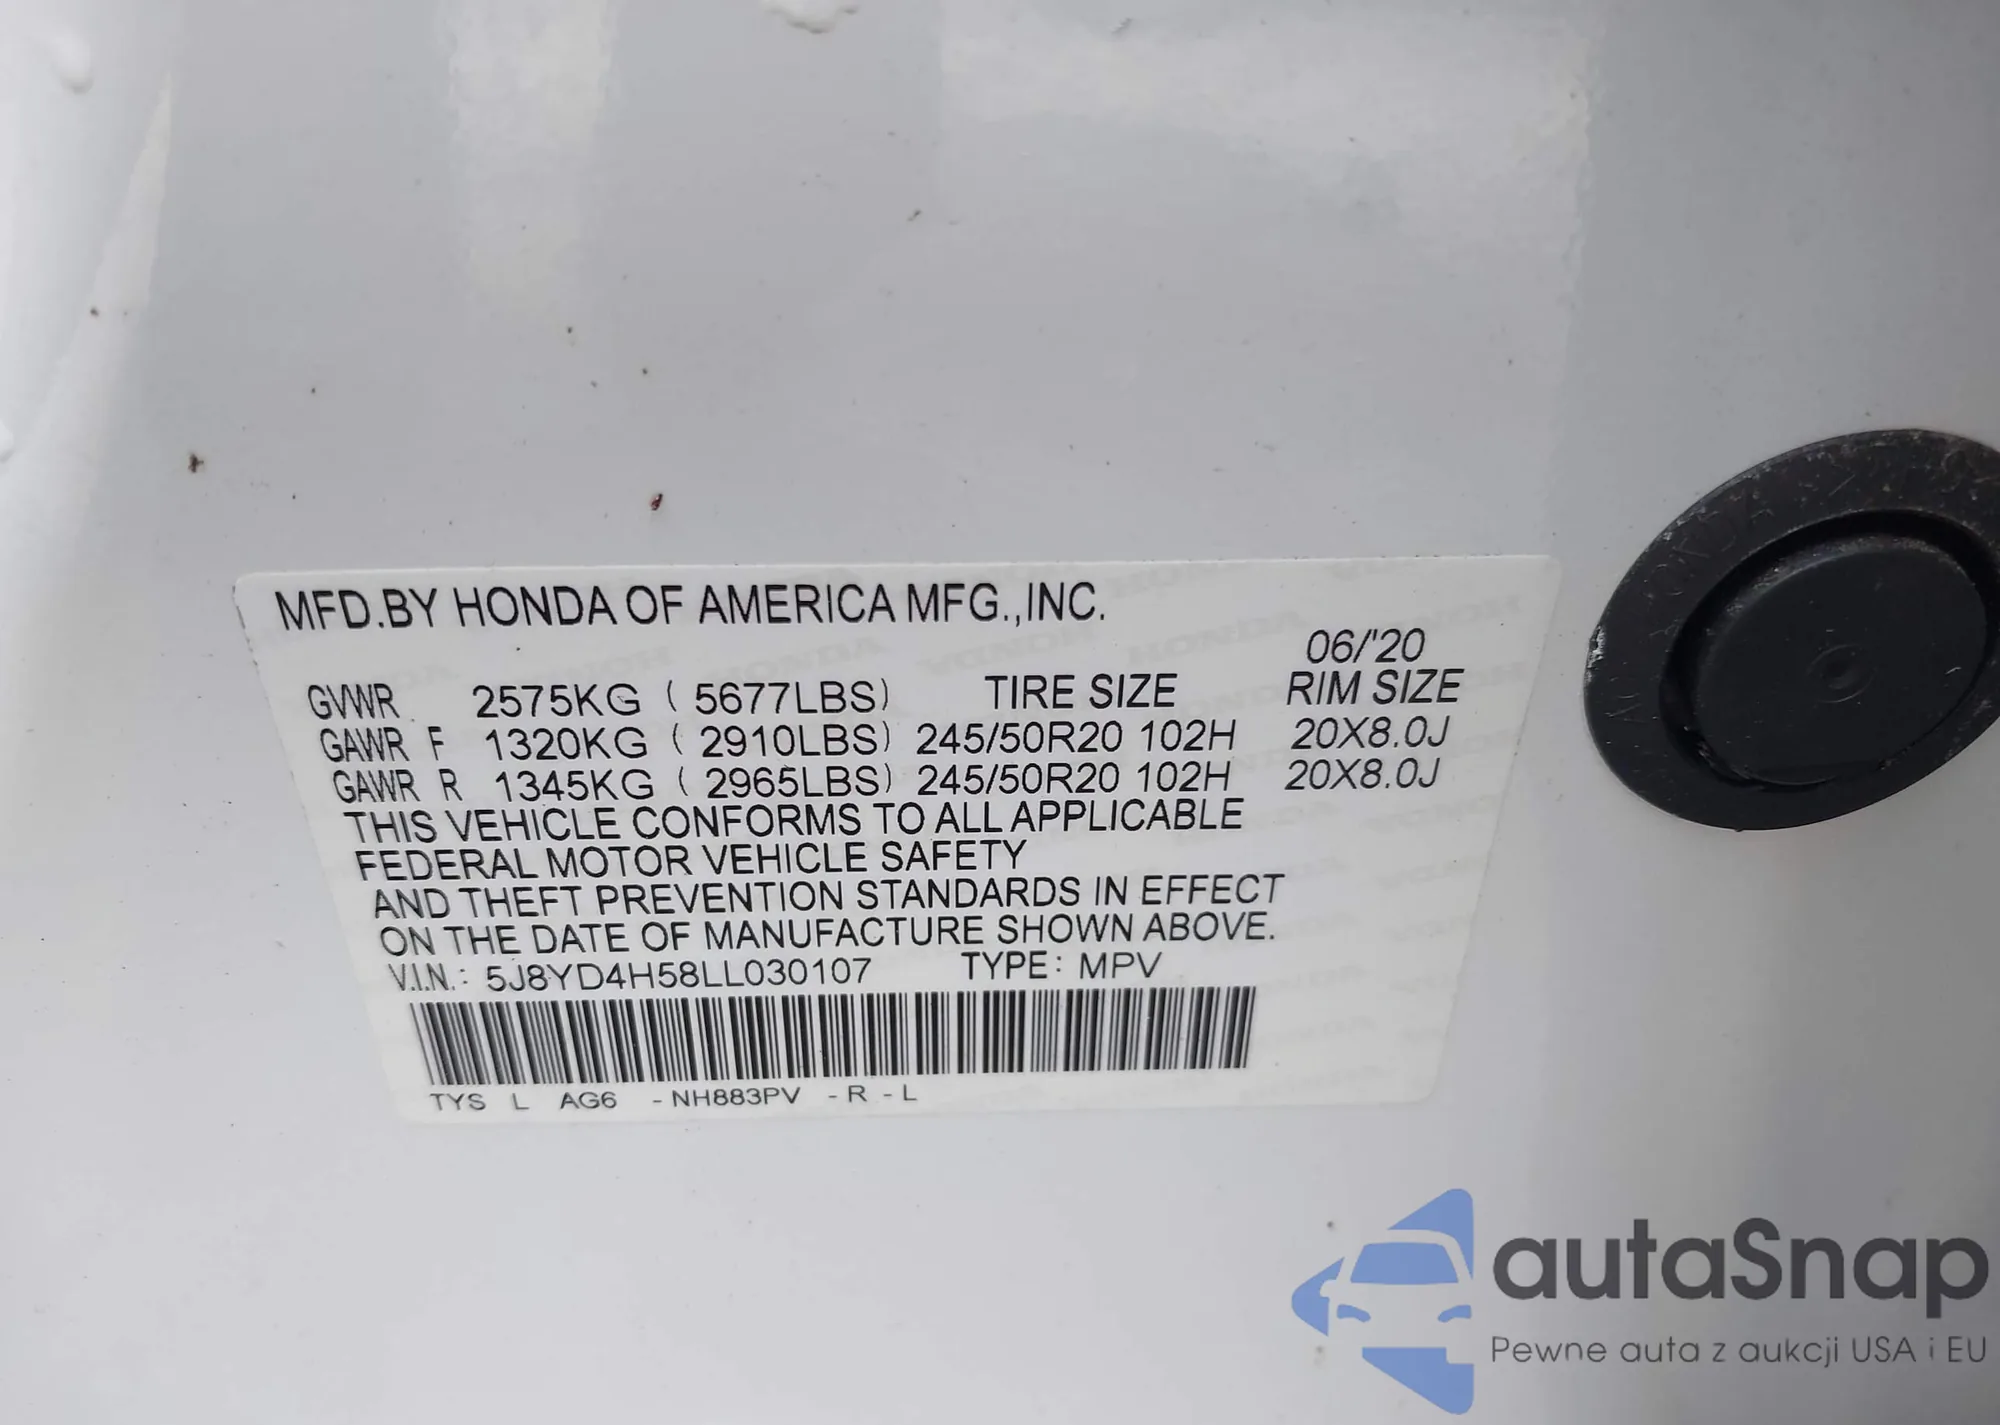 MFD.BY HONDA OF AMERICA MFG.,INC.
06/'20
GVWR 2575KG ( 5677LBS) TIRE SIZE RIM SIZE
GAWR F 1320KG ( 2910LBS) 245/50R20 102H 20X8.0J
GAWR R 1345KG ( 2965LBS) 245/50R20 102H 20X8.0J
THIS VEHICLE CONFORMS TO ALL APPLICABLE
FEDERAL MOTOR VEHICLE SAFETY
AND THEFT PREVENTION STANDARDS IN EFFECT
ON THE DATE OF MANUFACTURE SHOWN ABOVE.
V.I.N.: 5J8YD4H58LL030107 TYPE: MPV
TYS L AG6 -NH883PV -R -L
autaSnap
Pewne auta z aukcji USA i EU